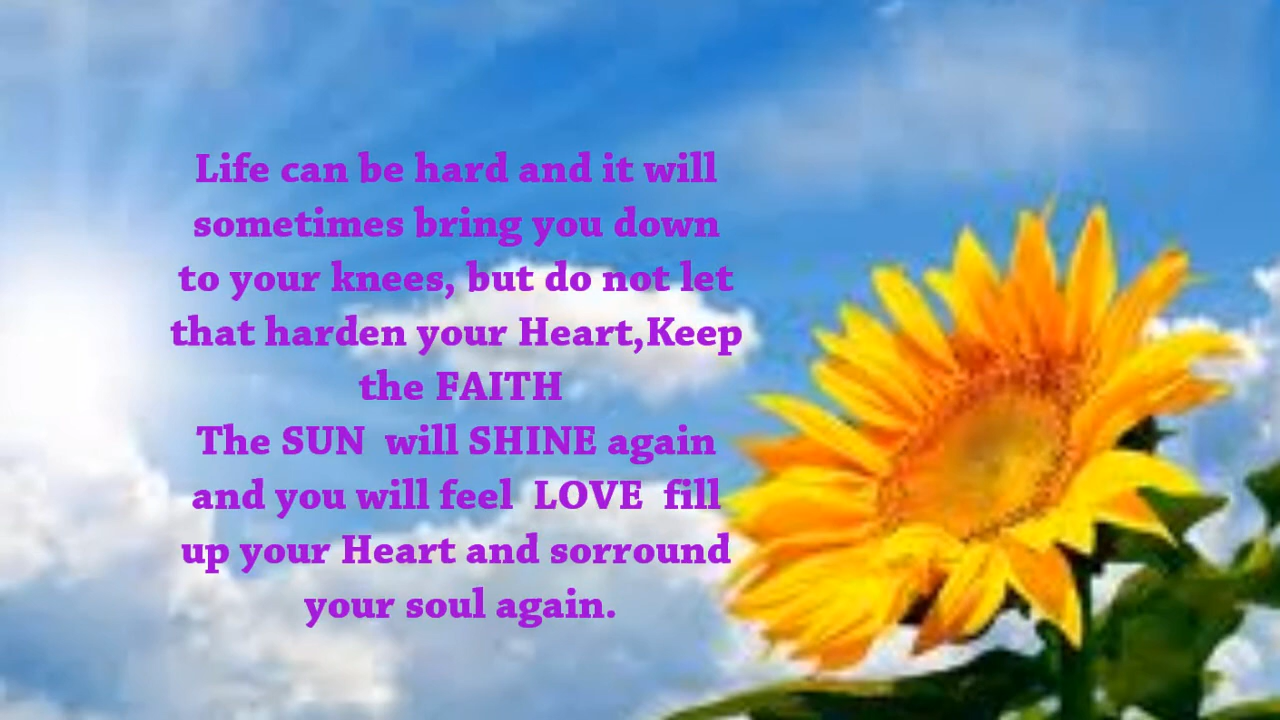 Life can be hard and it will
sometimes bring you down
to your knees, but do not let
that harden your Heart,Keep
the FAITH
The SUN  will SHINE again
and you will feel  LOVE  fill
up your Heart and sorround
your soul again.